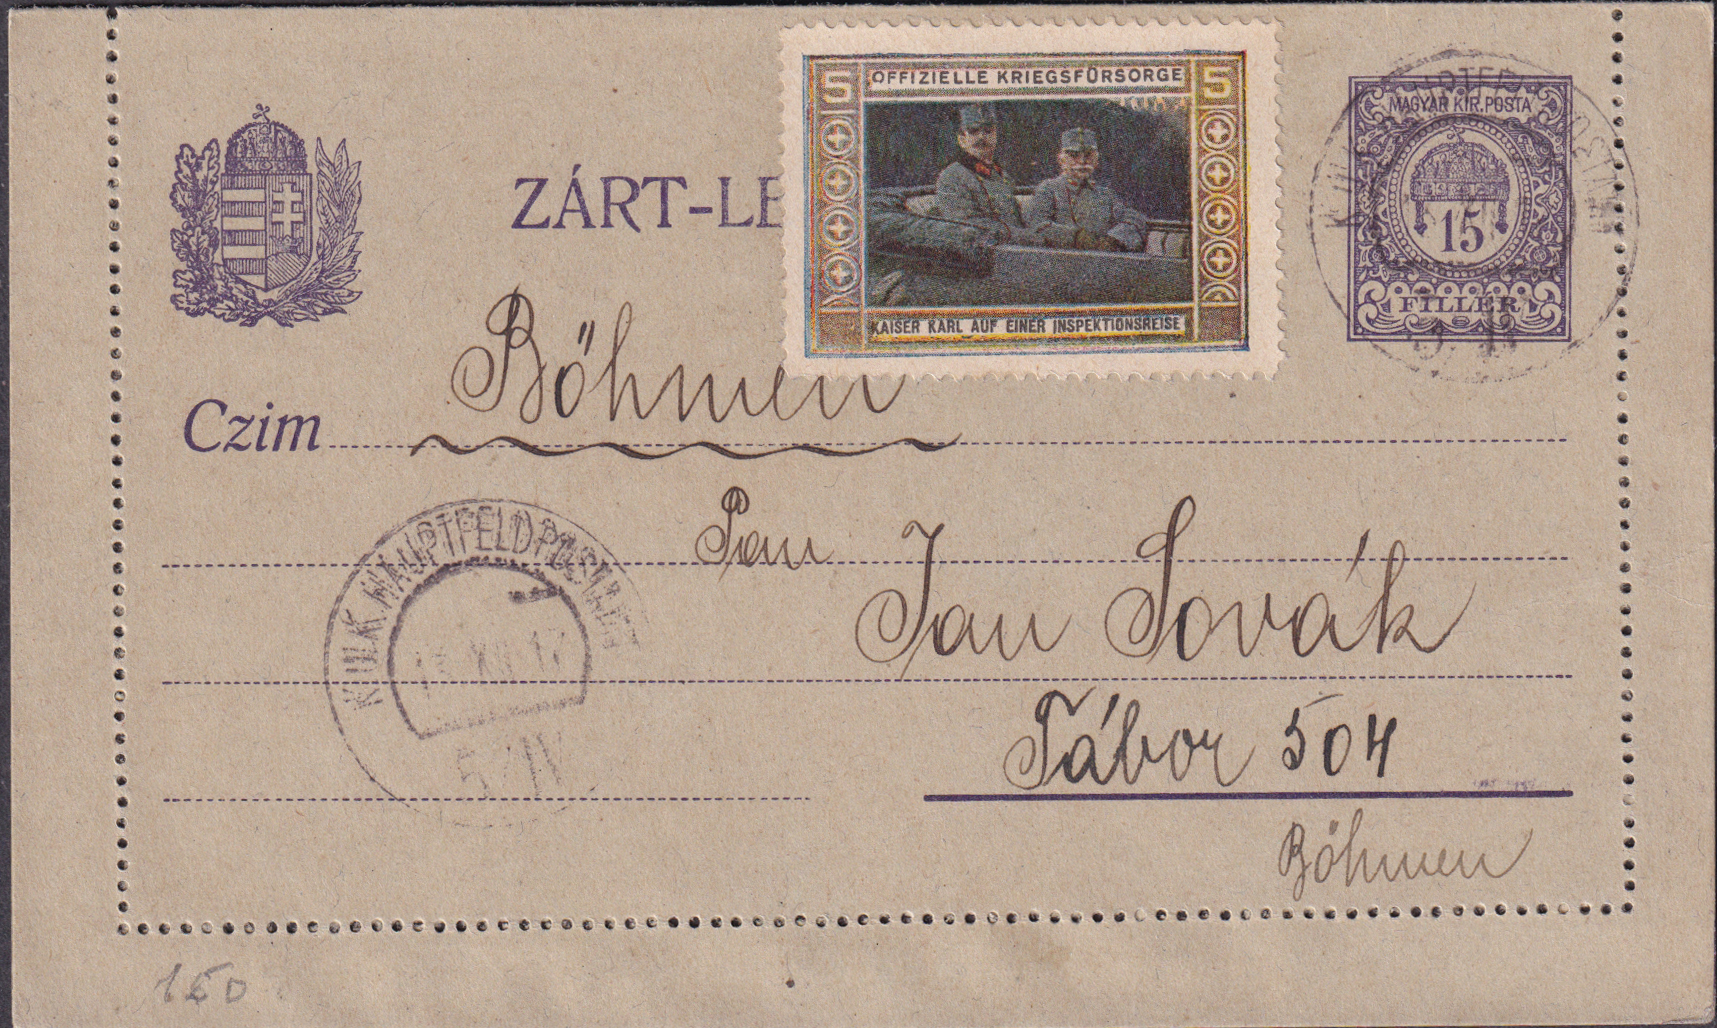 5 OFFIZIELLE KRIEGSFÜRSORGE 5
KAISER KARL AUF EINER INSPEKTIONSREISE
MAGYAR KIR. POSTA
15
FILLÉR
ZÁRT-LE
Böhmen
Czim
Pan
Jan Sovák
Tábor 504
Böhmen
K.U.K. HAUPTFELDPOSTAMT
XII 17
5/IV
150